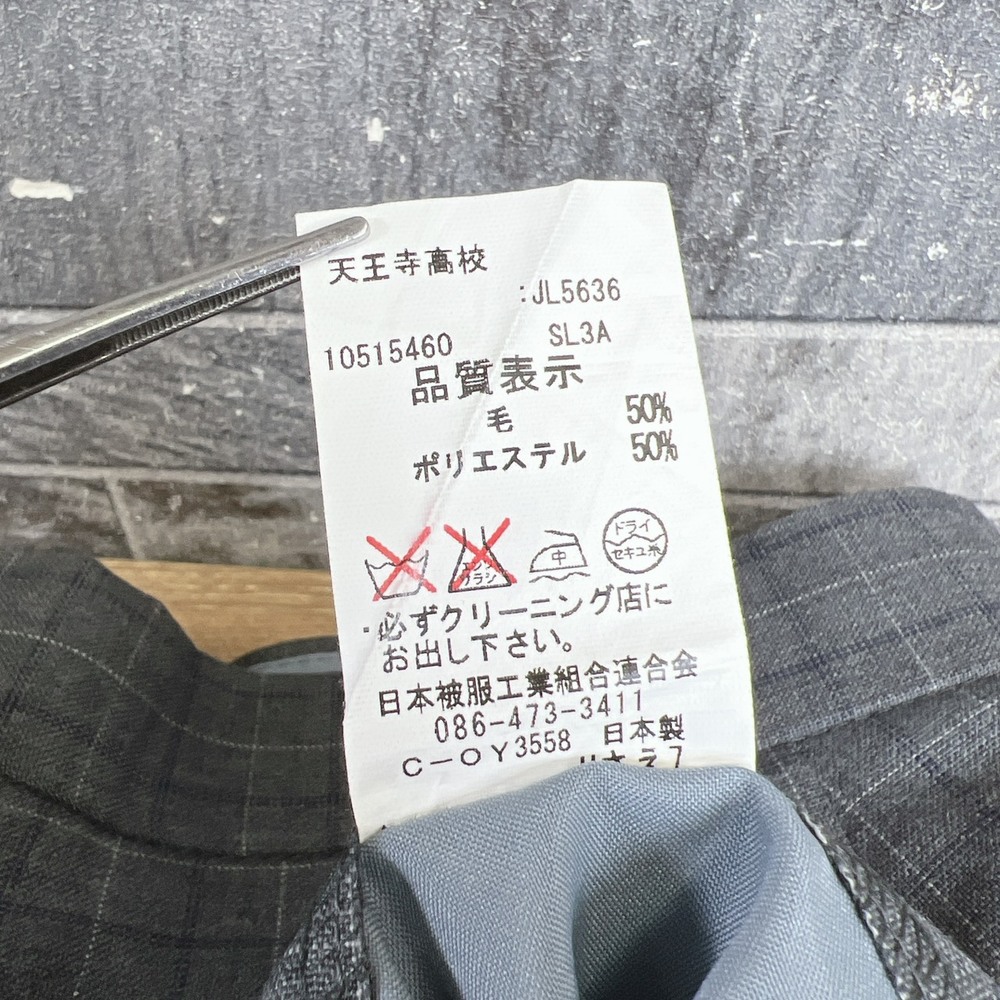 天王寺高校
:JL5636
10515460 SL3A
品質表示
毛 50%
ポリエステル 50%
中
ドライ
セキユ系
・必ずクリーニング店に
お出し下さい。
日本被服工業組合連合会
086-473-3411
C-OY3558 日本製